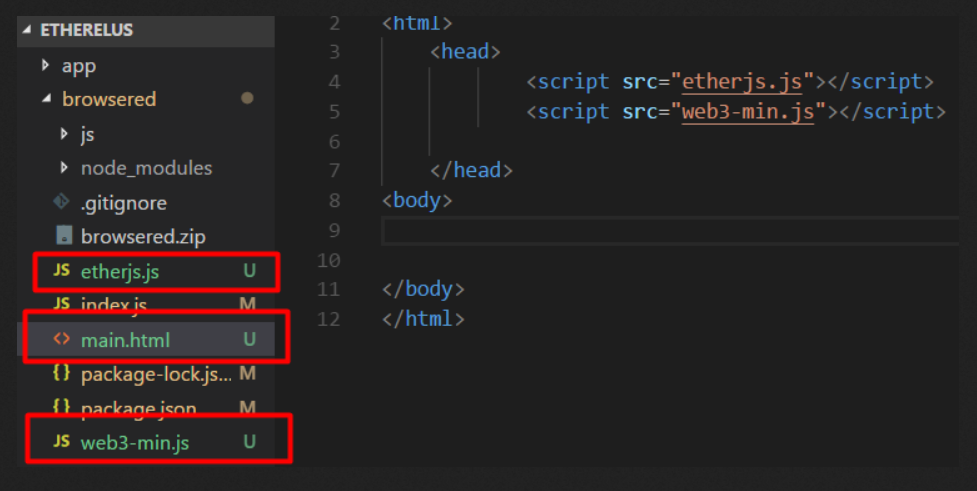 ETHERELUS
app
browsered
js
node_modules
.gitignore
browsered.zip
JS etherjs.js U
JS index.js M
<> main.html U
{} package-lock.js... M
{} package.json M
JS web3-min.js U
2 <html>
3 <head>
4 <script src="etherjs.js"></script>
5 <script src="web3-min.js"></script>
6
7 </head>
8 <body>
9
10
11 </body>
12 </html>